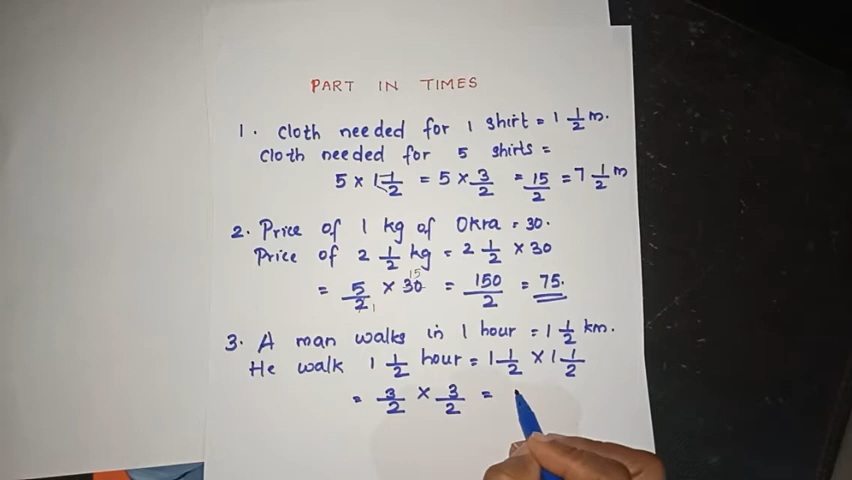 PART IN TIMES
1. Cloth needed for 1 shirt = 1 1/2 m.
Cloth needed for 5 shirts =
5 × 1 1/2 = 5 × 3/2 = 15/2 = 7 1/2 m
2. Price of 1 kg of Okra = 30.
Price of 2 1/2 kg = 2 1/2 × 30
= 5/2 1 × 30 15 = 150/2 = 75.
3. A man walks in 1 hour = 1 1/2 km.
He walk 1 1/2 hour = 1 1/2 × 1 1/2
= 3/2 × 3/2 =